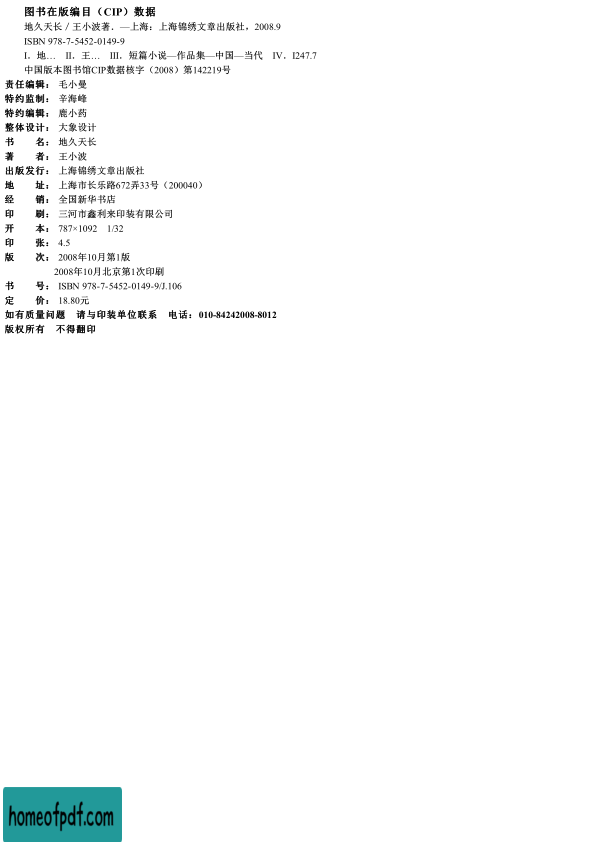 图书在版编目（CIP）数据
地久天长／王小波著．—上海：上海锦绣文章出版社，2008.9
ISBN 978-7-5452-0149-9
I．地… II．王… III．短篇小说—作品集—中国—当代 IV．I247.7
中国版本图书馆CIP数据核字（2008）第142219号
责任编辑：毛小曼
特约监制：辛海峰
特约编辑：鹿小药
整体设计：大象设计
书　　名：地久天长
著　　者：王小波
出版发行：上海锦绣文章出版社
地　　址：上海市长乐路672弄33号（200040）
经　　销：全国新华书店
印　　刷：三河市鑫利来印装有限公司
开　　本：787×1092　1/32
印　　张：4.5
版　　次：2008年10月第1版
2008年10月北京第1次印刷
书　　号：ISBN 978-7-5452-0149-9/J.106
定　　价：18.80元
如有质量问题　请与印装单位联系　电话：010-84242008-8012
版权所有　不得翻印
homeofpdf.com